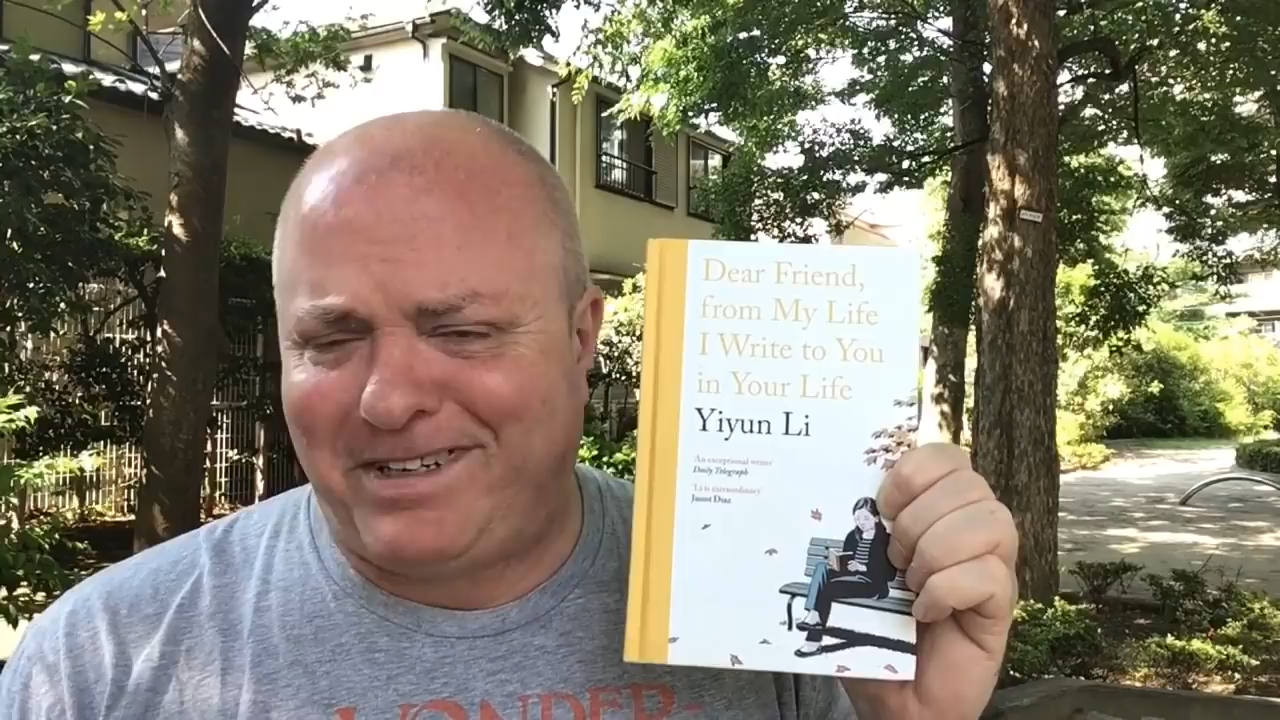 Dear Friend,
from My Life
I Write to You
in Your Life
Yiyun Li
'An exceptional writer'
Daily Telegraph
'Li is extraordinary'
Junot Díaz
WONDER-